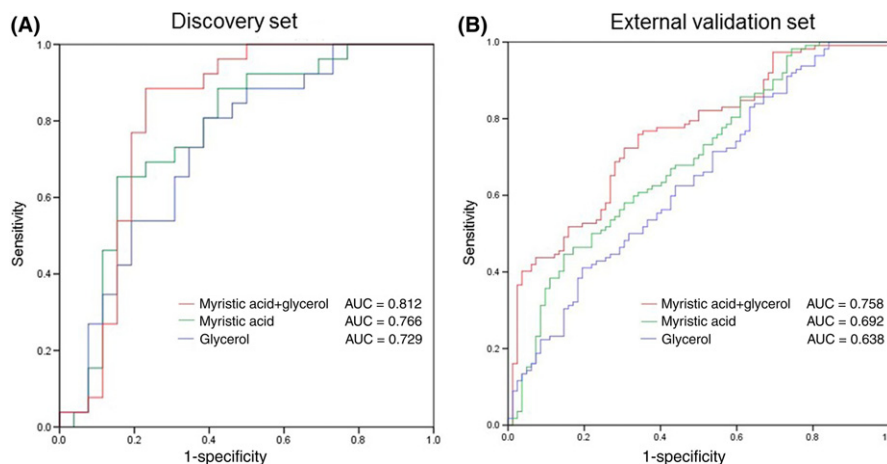 (A) Discovery set
1.0
0.8
0.6
0.4
0.2
0.0
Sensitivity
Myristic acid+glycerol AUC = 0.812
Myristic acid AUC = 0.766
Glycerol AUC = 0.729
0.0 0.2 0.4 0.6 0.8 1.0
1-specificity
(B) External validation set
1.0
0.8
0.6
0.4
0.2
0.0
Sensitivity
Myristic acid+glycerol AUC = 0.758
Myristic acid AUC = 0.692
Glycerol AUC = 0.638
0.0 0.2 0.4 0.6 0.8
1-specificity